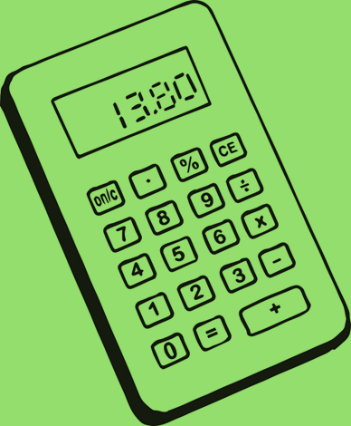 13.80
on/c . % CE
7 8 9 ÷
4 5 6 x
1 2 3 -
0 = +